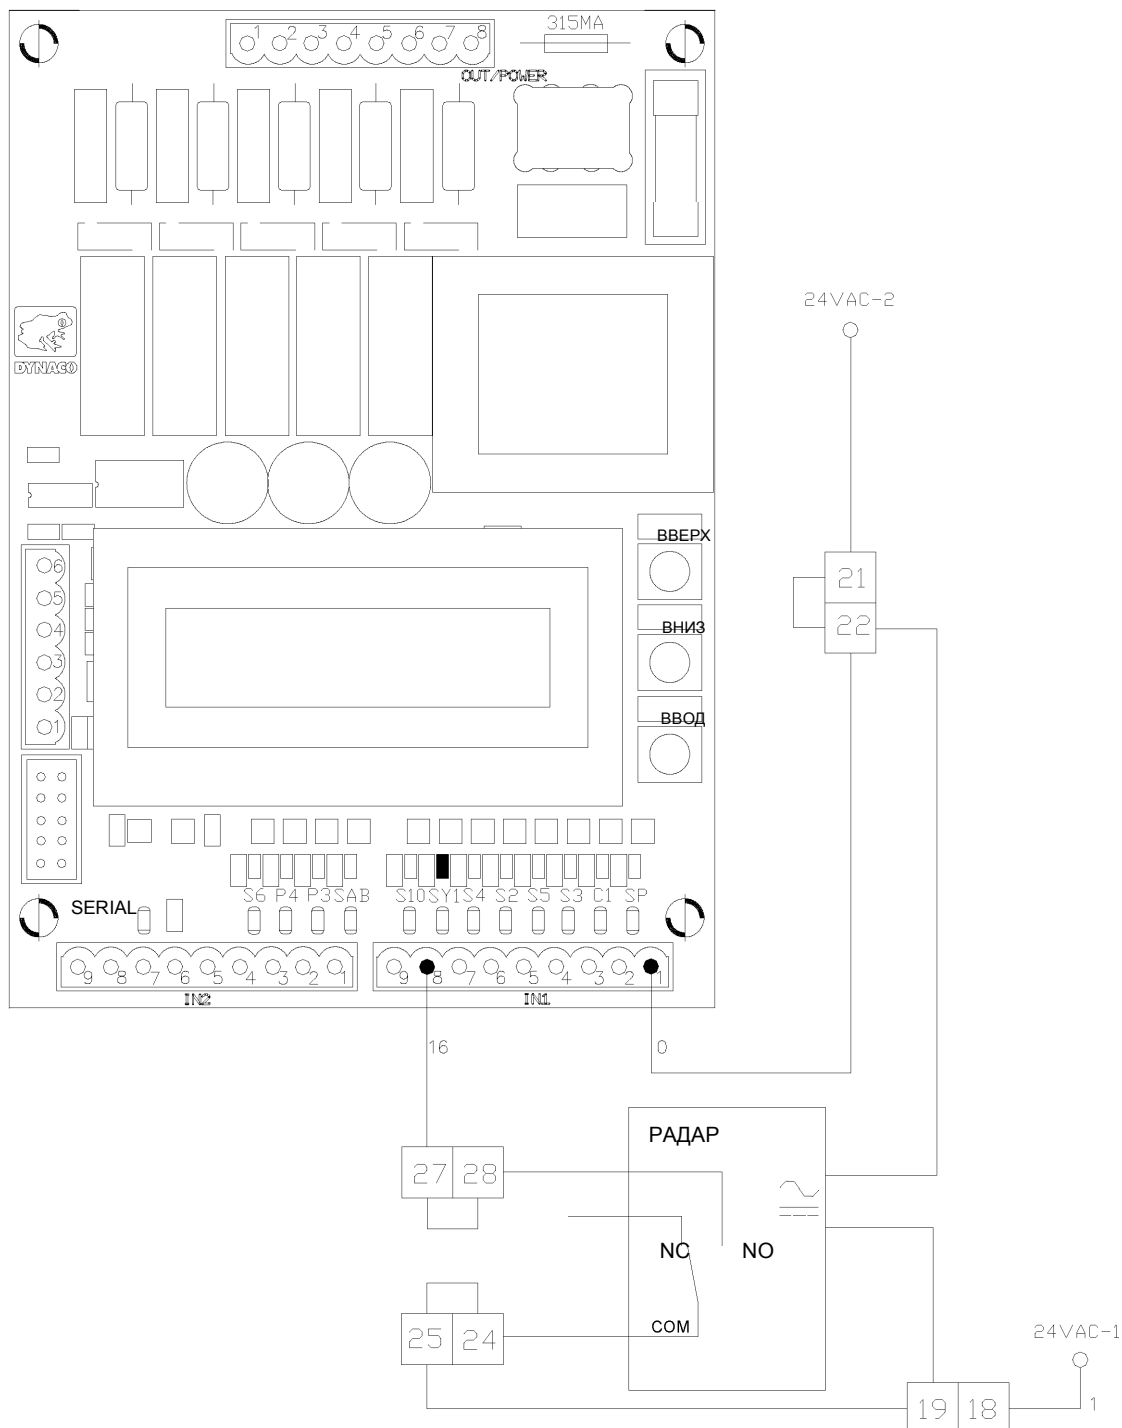 315MA
1 2 3 4 5 6 7 8
OUT/POWER
24VAC-2
DYNACO
ВВЕРХ
6
5
4
3
2
1
ВНИЗ
ВВОД
21
22
S6 P4 P3 SAB S10 SY1 S4 S2 S5 S3 C1 SP
SERIAL
9 8 7 6 5 4 3 2 1
9 8 7 6 5 4 3 2 1
IN2
IN1
16
0
РАДАР
27 28
NC
NO
COM
25 24
24VAC-1
19 18
1